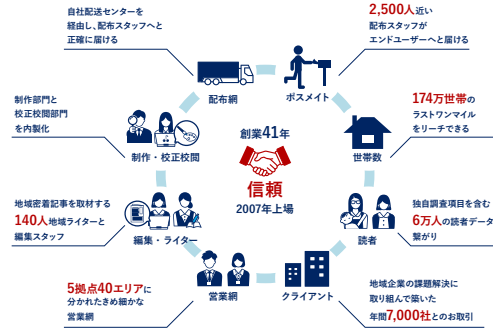 自社配送センターを
経由し、配布スタッフへと
正確に届ける
2,500人近い
配布スタッフが
エンドユーザーへと届ける
配布網
ポスメイト
制作部門と
校正校閲部門
を内製化
制作・校正校閲
創業41年
信頼
2007年上場
174万世帯の
ラストワンマイル
をリーチできる
世帯数
地域密着記事を取材する
140人地域ライターと
編集スタッフ
編集・ライター
独自調査項目を含む
6万人の読者データ
繋がり
読者
5拠点40エリアに
分かれたきめ細かな
営業網
営業網
クライアント
地域企業の課題解決に
取り組んで築いた
年間7,000社とのお取引